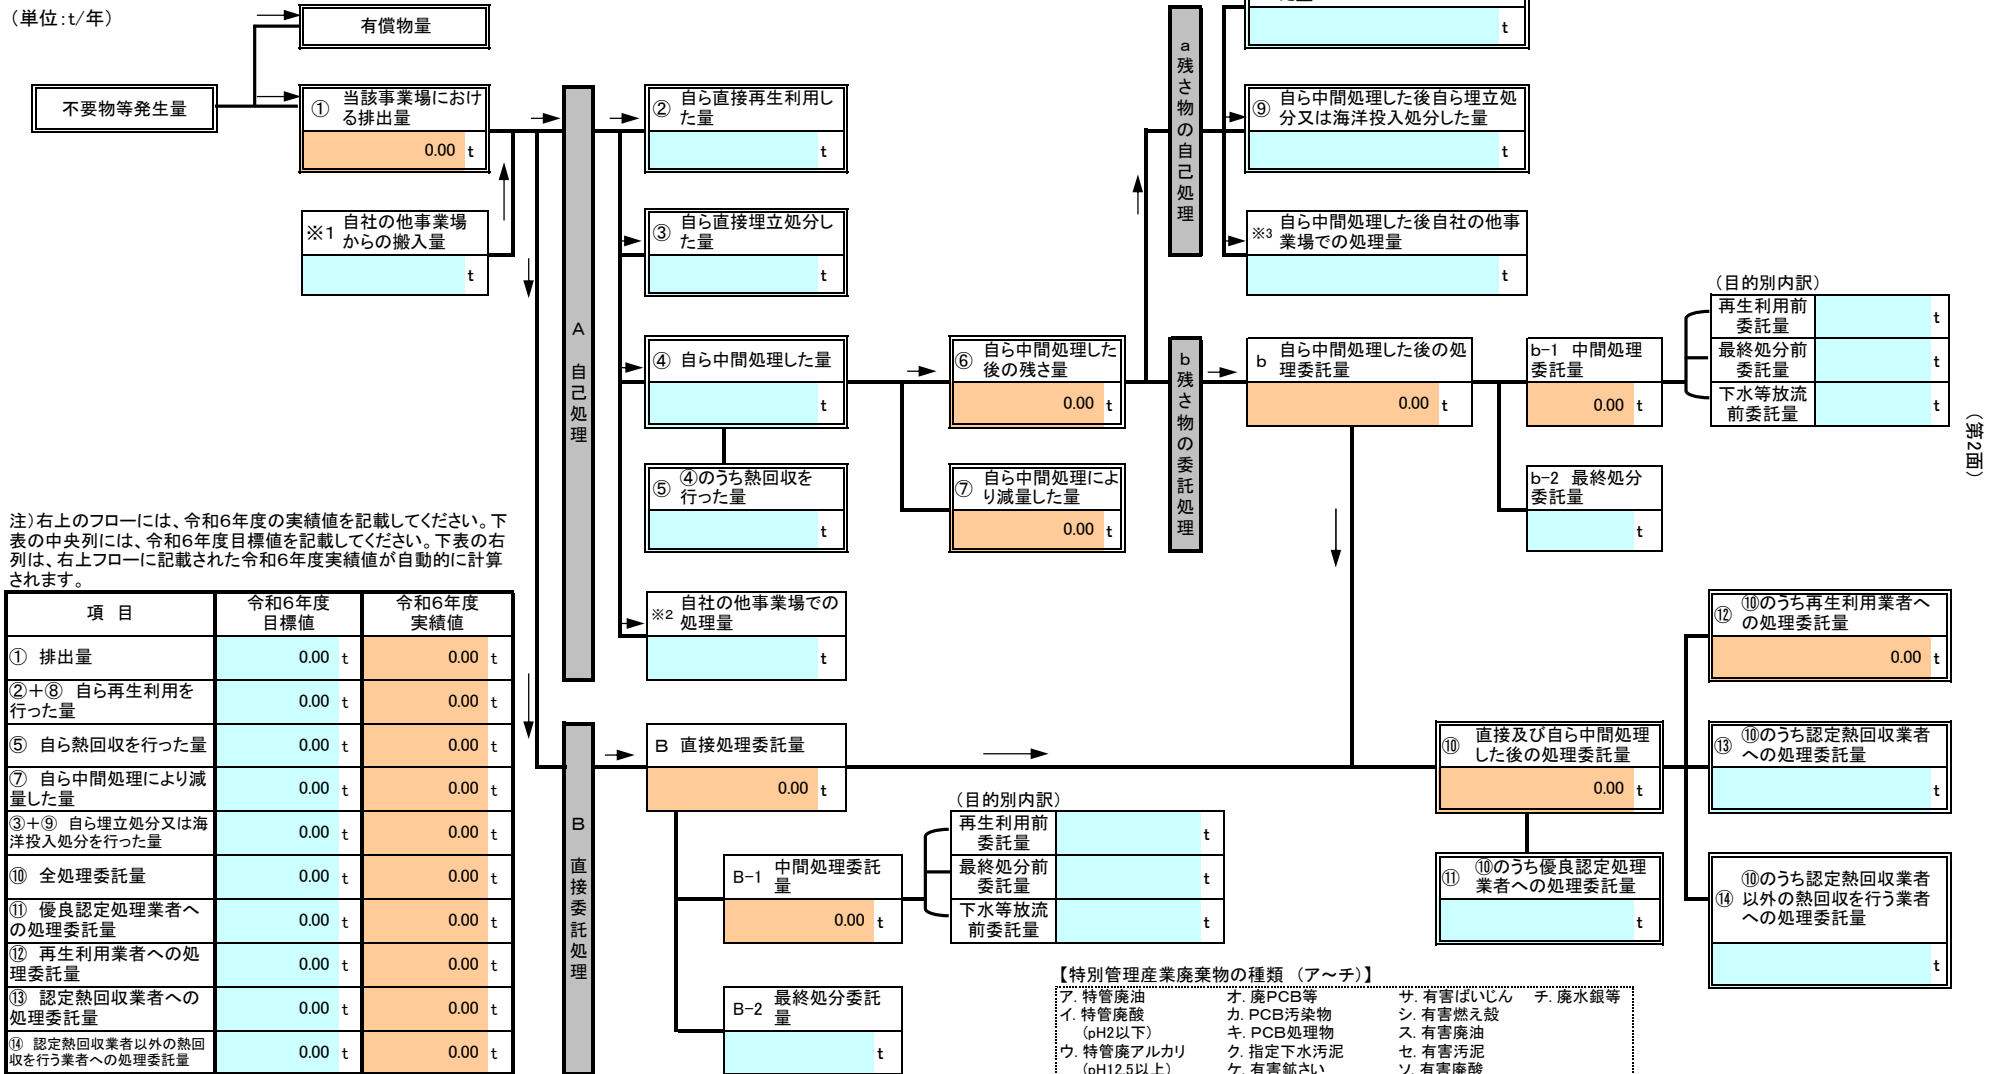 （単位：t/年）
有償物量
不要物等発生量
① 当該事業場におけ
る排出量
0.00 t
※1 自社の他事業場
からの搬入量
t
A 自己処理
② 自ら直接再生利用し
た量
t
③ 自ら直接埋立処分し
た量
t
④ 自ら中間処理した量
t
⑤ ④のうち熱回収を
行った量
t
※2 自社の他事業場での
処理量
t
⑥ 自ら中間処理した
後の残さ量
0.00 t
⑦ 自ら中間処理によ
り減量した量
0.00 t
a 残さ物の自己処理
t
⑨ 自ら中間処理した後自ら埋立処
分又は海洋投入処分した量
t
※3 自ら中間処理した後自社の他事
業場での処理量
t
b 残さ物の委託処理
b 自ら中間処理した後の処
理委託量
0.00 t
b-1 中間処理
委託量
0.00 t
（目的別内訳）
再生利用前
委託量
t
最終処分前
委託量
t
下水等放流
前委託量
t
b-2 最終処分
委託量
t
（第2面）
注）右上のフローには、令和6年度の実績値を記載してください。下
表の中央列には、令和6年度目標値を記載してください。下表の右
列は、右上フローに記載された令和6年度実績値が自動的に計算
されます。
項 目 令和6年度
目標値 令和6年度
実績値
① 排出量 0.00 t 0.00 t
②＋⑧ 自ら再生利用を
行った量 0.00 t 0.00 t
⑤ 自ら熱回収を行った量 0.00 t 0.00 t
⑦ 自ら中間処理により減
量した量 0.00 t 0.00 t
③＋⑨ 自ら埋立処分又は海
洋投入処分を行った量 0.00 t 0.00 t
⑩ 全処理委託量 0.00 t 0.00 t
⑪ 優良認定処理業者へ
の処理委託量 0.00 t 0.00 t
⑫ 再生利用業者への処
理委託量 0.00 t 0.00 t
⑬ 認定熱回収業者への
処理委託量 0.00 t 0.00 t
⑭ 認定熱回収業者以外の熱回
収を行う業者への処理委託量 0.00 t 0.00 t
B 直接委託処理
B 直接処理委託量
0.00 t
B-1 中間処理委託
量
0.00 t
（目的別内訳）
再生利用前
委託量
t
最終処分前
委託量
t
下水等放流
前委託量
t
B-2 最終処分委託
量
t
⑩ 直接及び自ら中間処理
した後の処理委託量
0.00 t
⑪ ⑩のうち優良認定処理
業者への処理委託量
t
⑫ ⑩のうち再生利用業者へ
の処理委託量
0.00 t
⑬ ⑩のうち認定熱回収業者
への処理委託量
t
⑭ ⑩のうち認定熱回収業者
以外の熱回収を行う業者
への処理委託量
t
【特別管理産業廃棄物の種類 （ア～チ）】
ア．特管廃油 オ．廃PCB等 サ．有害ばいじん チ．廃水銀等
イ．特管廃酸 カ．PCB汚染物 シ．有害燃え殻
（pH2以下） キ．PCB処理物 ス．有害廃油
ウ．特管廃アルカリ ク．指定下水汚泥 セ．有害汚泥
（pH12.5以上） ケ．有害鉱さい ソ．有害廃酸